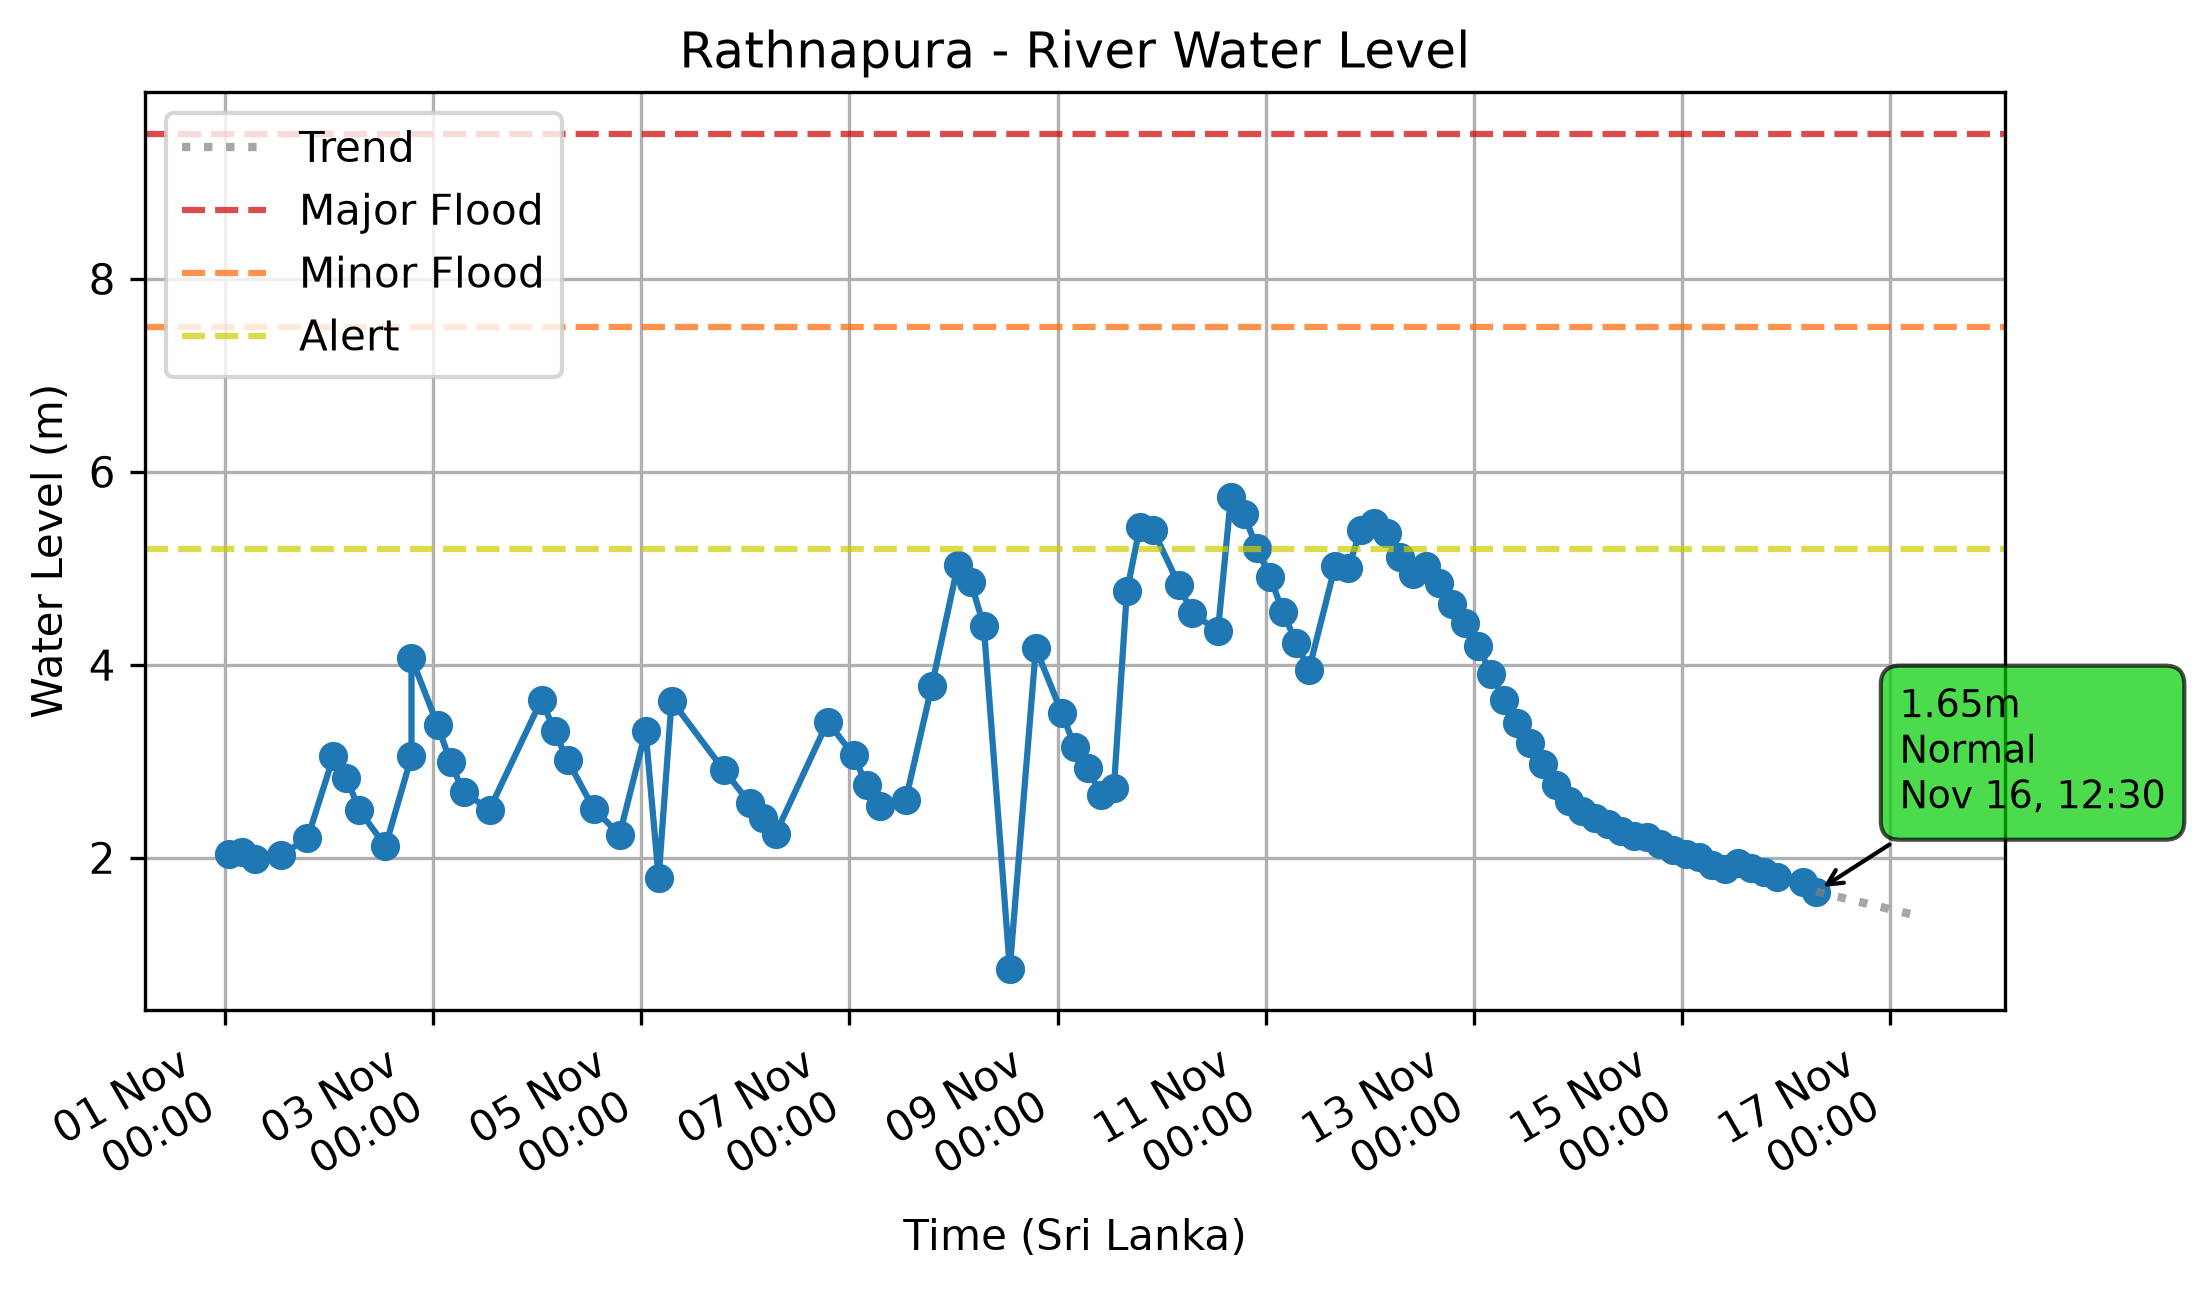 Rathnapura - River Water Level
Trend
Major Flood
Minor Flood
Alert
Water Level (m)
8
6
4
2
1.65m
Normal
Nov 16, 12:30
01 Nov
00:00
03 Nov
00:00
05 Nov
00:00
07 Nov
00:00
09 Nov
00:00
11 Nov
00:00
13 Nov
00:00
15 Nov
00:00
17 Nov
00:00
Time (Sri Lanka)